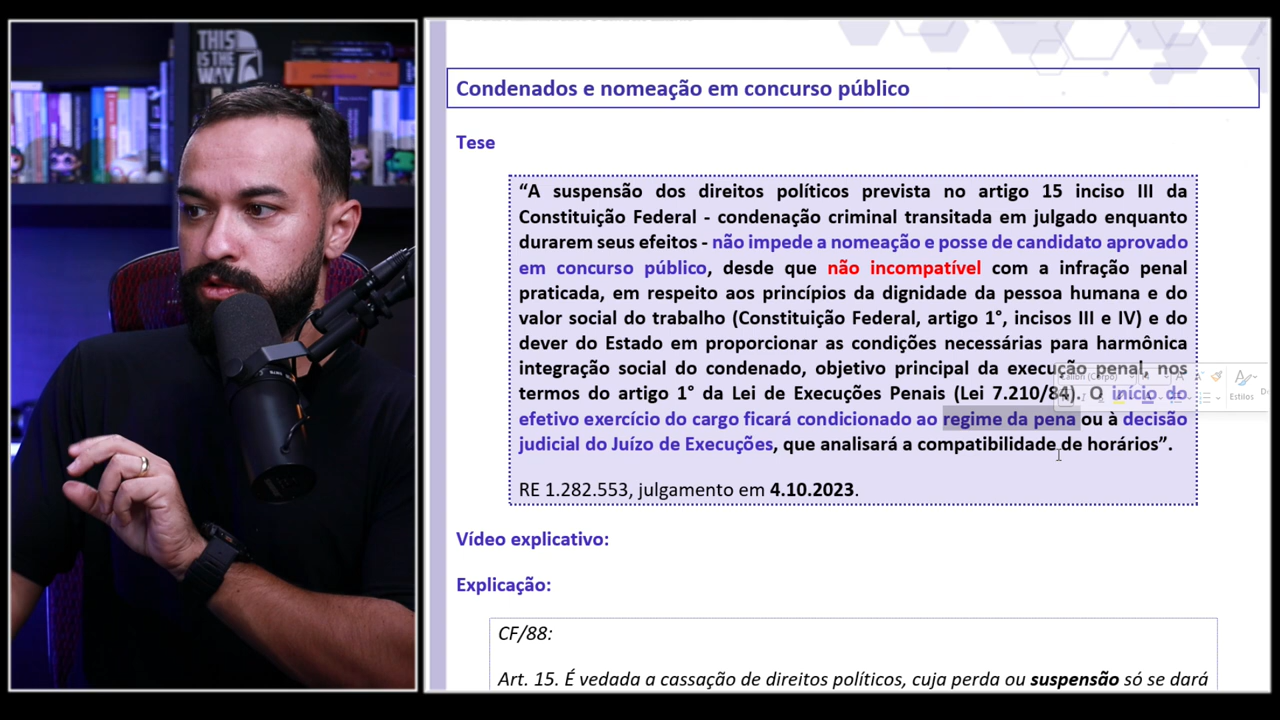 THIS
IS THE
WAY
Condenados e nomeação em concurso público
Tese
“A suspensão dos direitos políticos prevista no artigo 15 inciso III da
Constituição Federal - condenação criminal transitada em julgado enquanto
durarem seus efeitos - não impede a nomeação e posse de candidato aprovado
em concurso público, desde que não incompatível com a infração penal
praticada, em respeito aos princípios da dignidade da pessoa humana e do
valor social do trabalho (Constituição Federal, artigo 1°, incisos III e IV) e do
dever do Estado em proporcionar as condições necessárias para harmônica
integração social do condenado, objetivo principal da execução penal, nos
termos do artigo 1° da Lei de Execuções Penais (Lei 7.210/84). O início do
efetivo exercício do cargo ficará condicionado ao regime da pena ou à decisão
judicial do Juízo de Execuções, que analisará a compatibilidade de horários”.
Calibri (Corpo)
Estilos
RE 1.282.553, julgamento em 4.10.2023.
Vídeo explicativo:
Explicação:
CF/88:
Art. 15. É vedada a cassação de direitos políticos, cuja perda ou suspensão só se dará